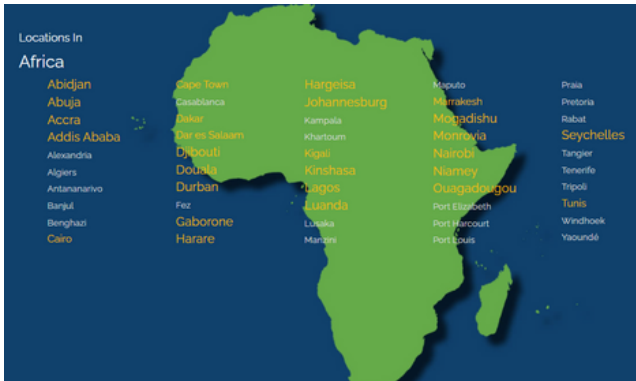 Locations In
Africa
Abidjan
Abuja
Accra
Addis Ababa
Alexandria
Algiers
Antananarivo
Banjul
Benghazi
Cairo
Cape Town
Casablanca
Dakar
Dar es Salaam
Djibouti
Douala
Durban
Fez
Gaborone
Harare
Hargeisa
Johannesburg
Kampala
Khartoum
Kigali
Kinshasa
Lagos
Luanda
Lusaka
Manzini
Maputo
Marrakesh
Mogadishu
Monrovia
Nairobi
Niamey
Ouagadougou
Port Elizabeth
Port Harcourt
Port Louis
Praia
Pretoria
Rabat
Seychelles
Tangier
Tenerife
Tripoli
Tunis
Windhoek
Yaoundé